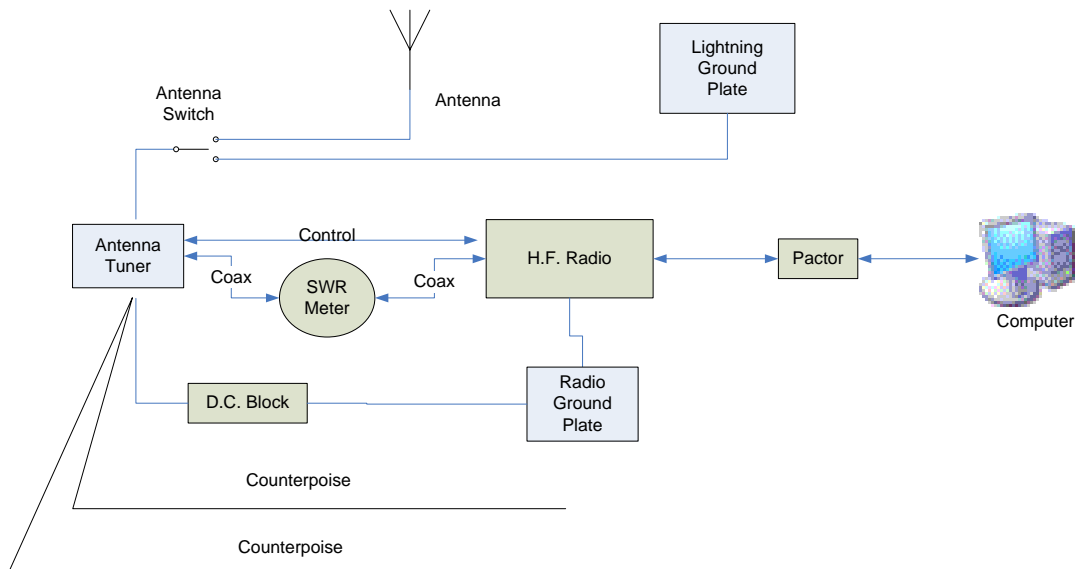 Lightning
Ground
Plate
Antenna
Switch
Antenna
Antenna
Tuner
Control
H.F. Radio
Pactor
Coax
SWR
Meter
Coax
Computer
D.C. Block
Radio
Ground
Plate
Counterpoise
Counterpoise